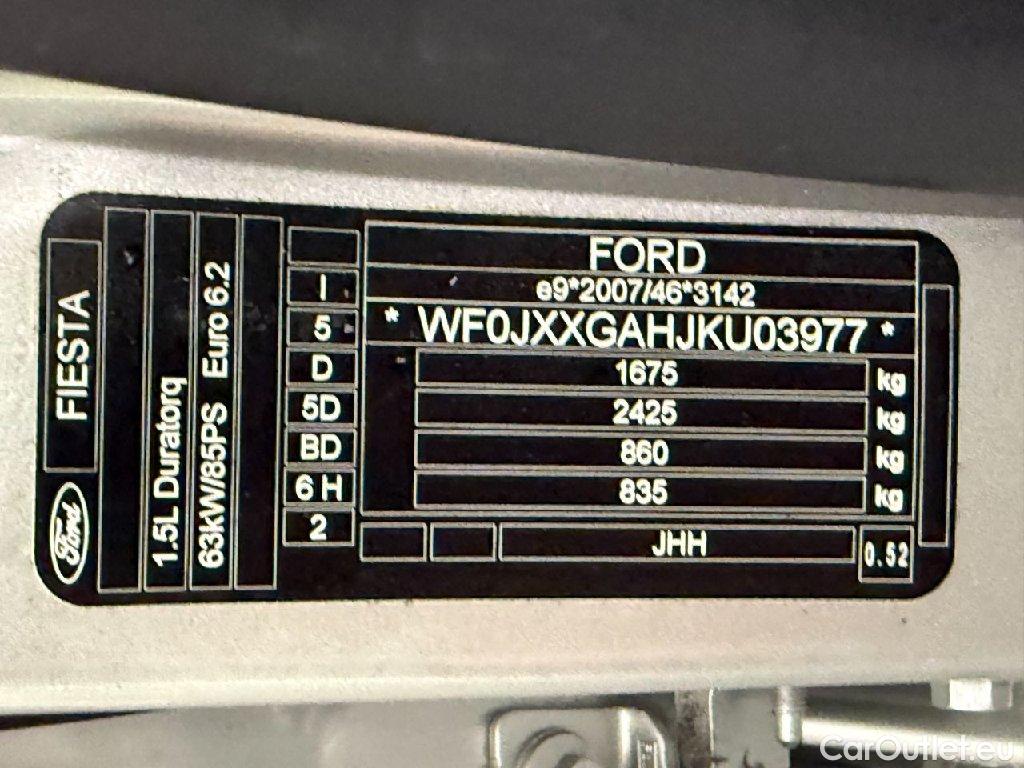 FORD
e9*2007/46*3142
* WF0JXXGAHJKU03977 *
1675 kg
2425 kg
860 kg
835 kg
JHH
0.52
I
5
D
5D
BD
6 H
2
1.5L Duratorq
63kW/85PS Euro 6.2
FIESTA
Ford
CarOutlet.eu